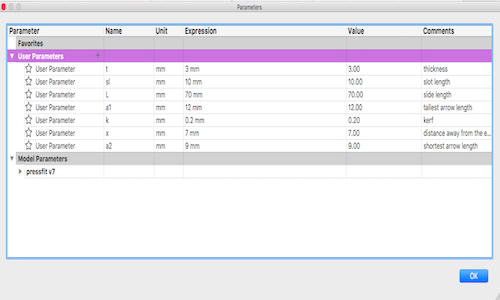 Parameters
Parameter Name Unit Expression Value Comments
Favorites
User Parameters +
User Parameter t mm 3 mm 3.00 thickness
User Parameter sl mm 10 mm 10.00 slot length
User Parameter L mm 70 mm 70.00 side length
User Parameter a1 mm 12 mm 12.00 tallest arrow length
User Parameter k mm 0.2 mm 0.20 kerf
User Parameter x mm 7 mm 7.00 distance away from the e...
User Parameter a2 mm 9 mm 9.00 shortest arrow length
Model Parameters
pressfit v7
OK